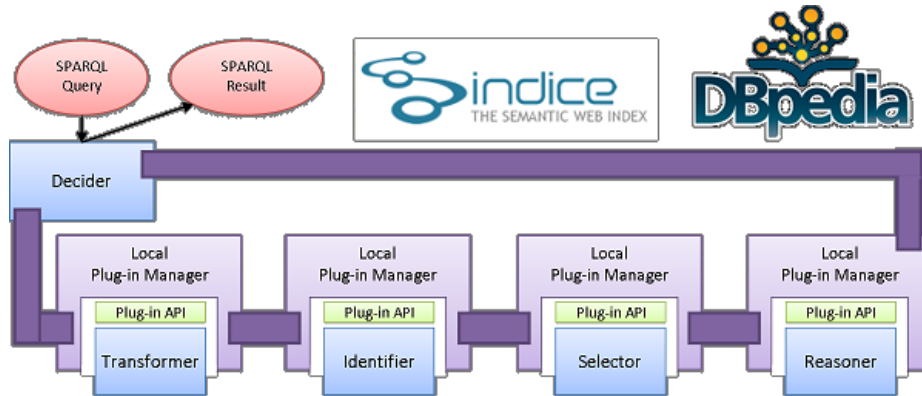 SPARQL
Query
SPARQL
Result
Sindice
THE SEMANTIC WEB INDEX
DBpedia
Decider
Local
Plug-in Manager
Local
Plug-in Manager
Local
Plug-in Manager
Local
Plug-in Manager
Plug-in API
Plug-in API
Plug-in API
Plug-in API
Transformer
Identifier
Selector
Reasoner